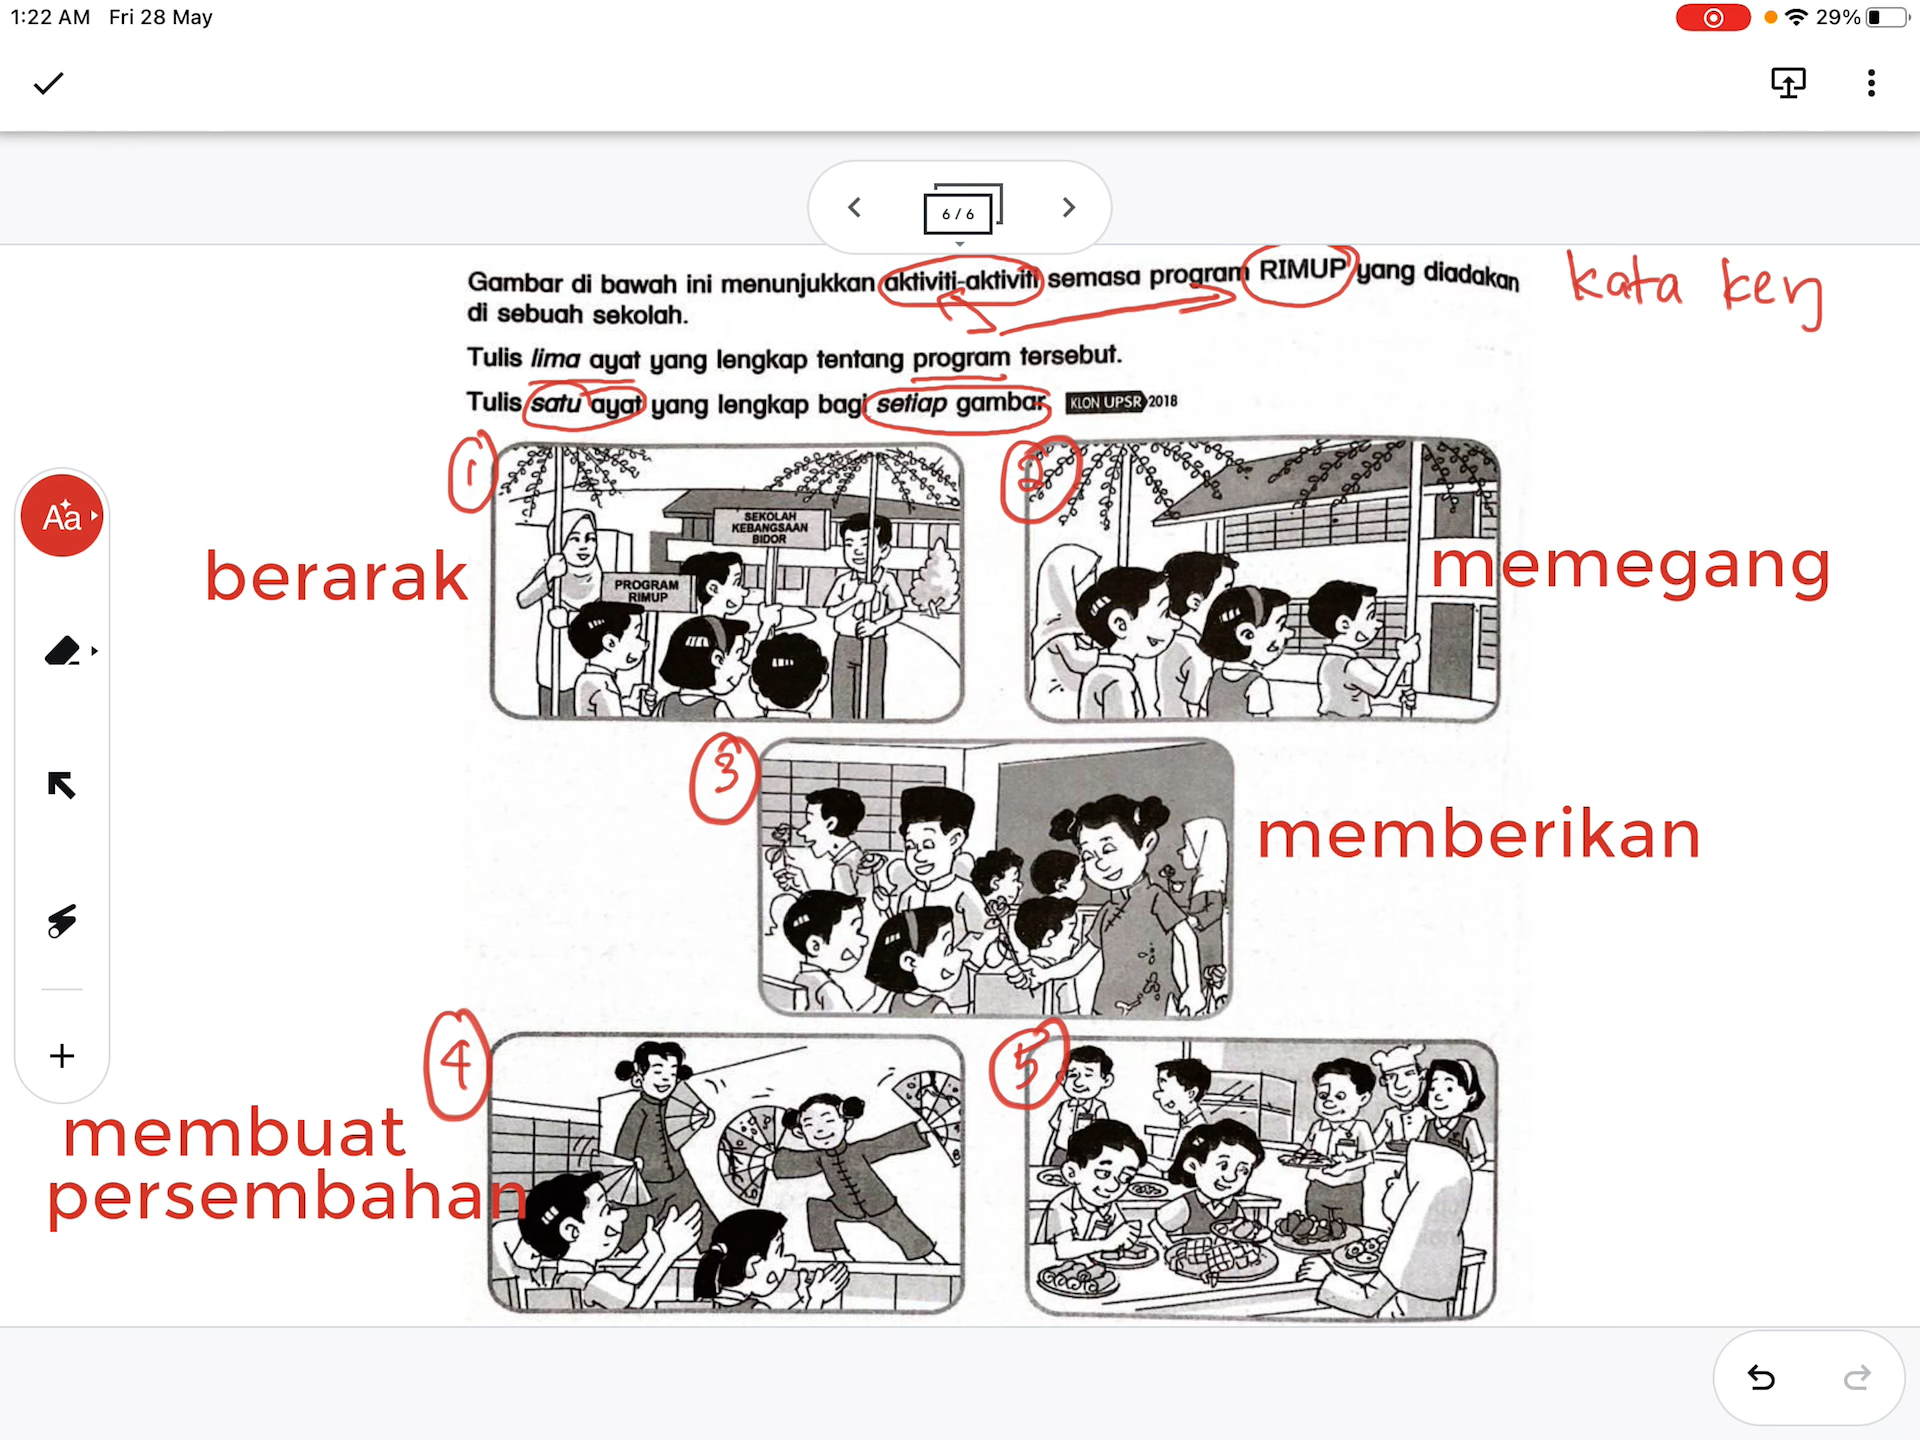 1:22 AM Fri 28 May
29%
6 / 6
Gambar di bawah ini menunjukkan aktiviti-aktiviti semasa program RIMUP yang diadakan
di sebuah sekolah.
kata key
Tulis lima ayat yang lengkap tentang program tersebut.
Tulis satu ayat yang lengkap bagi setiap gambar. KLON UPSR 2018
1
2
SEKOLAH
KEBANGSAAN
BIDOR
PROGRAM
RIMUP
berarak
memegang
Aa
3
memberikan
4
5
membuat
persembahan